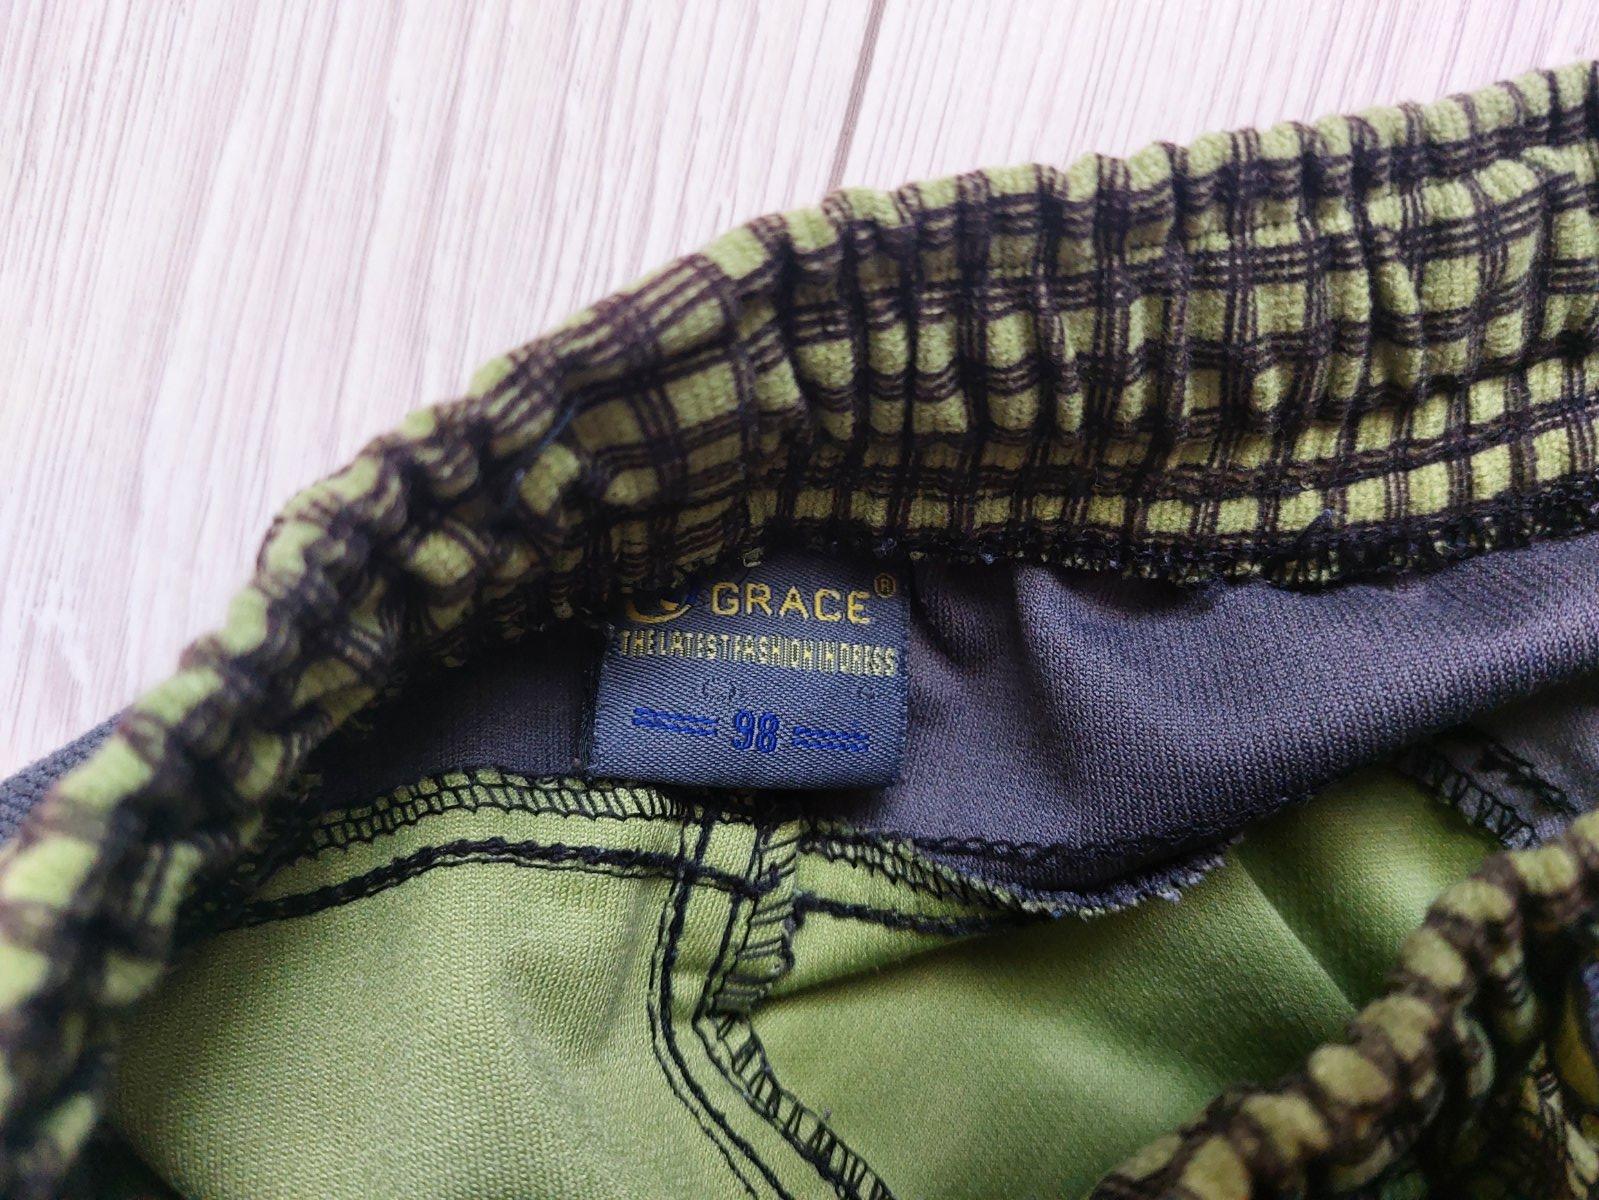 GRACE®
THE LATEST FASHION IN DRESS
98